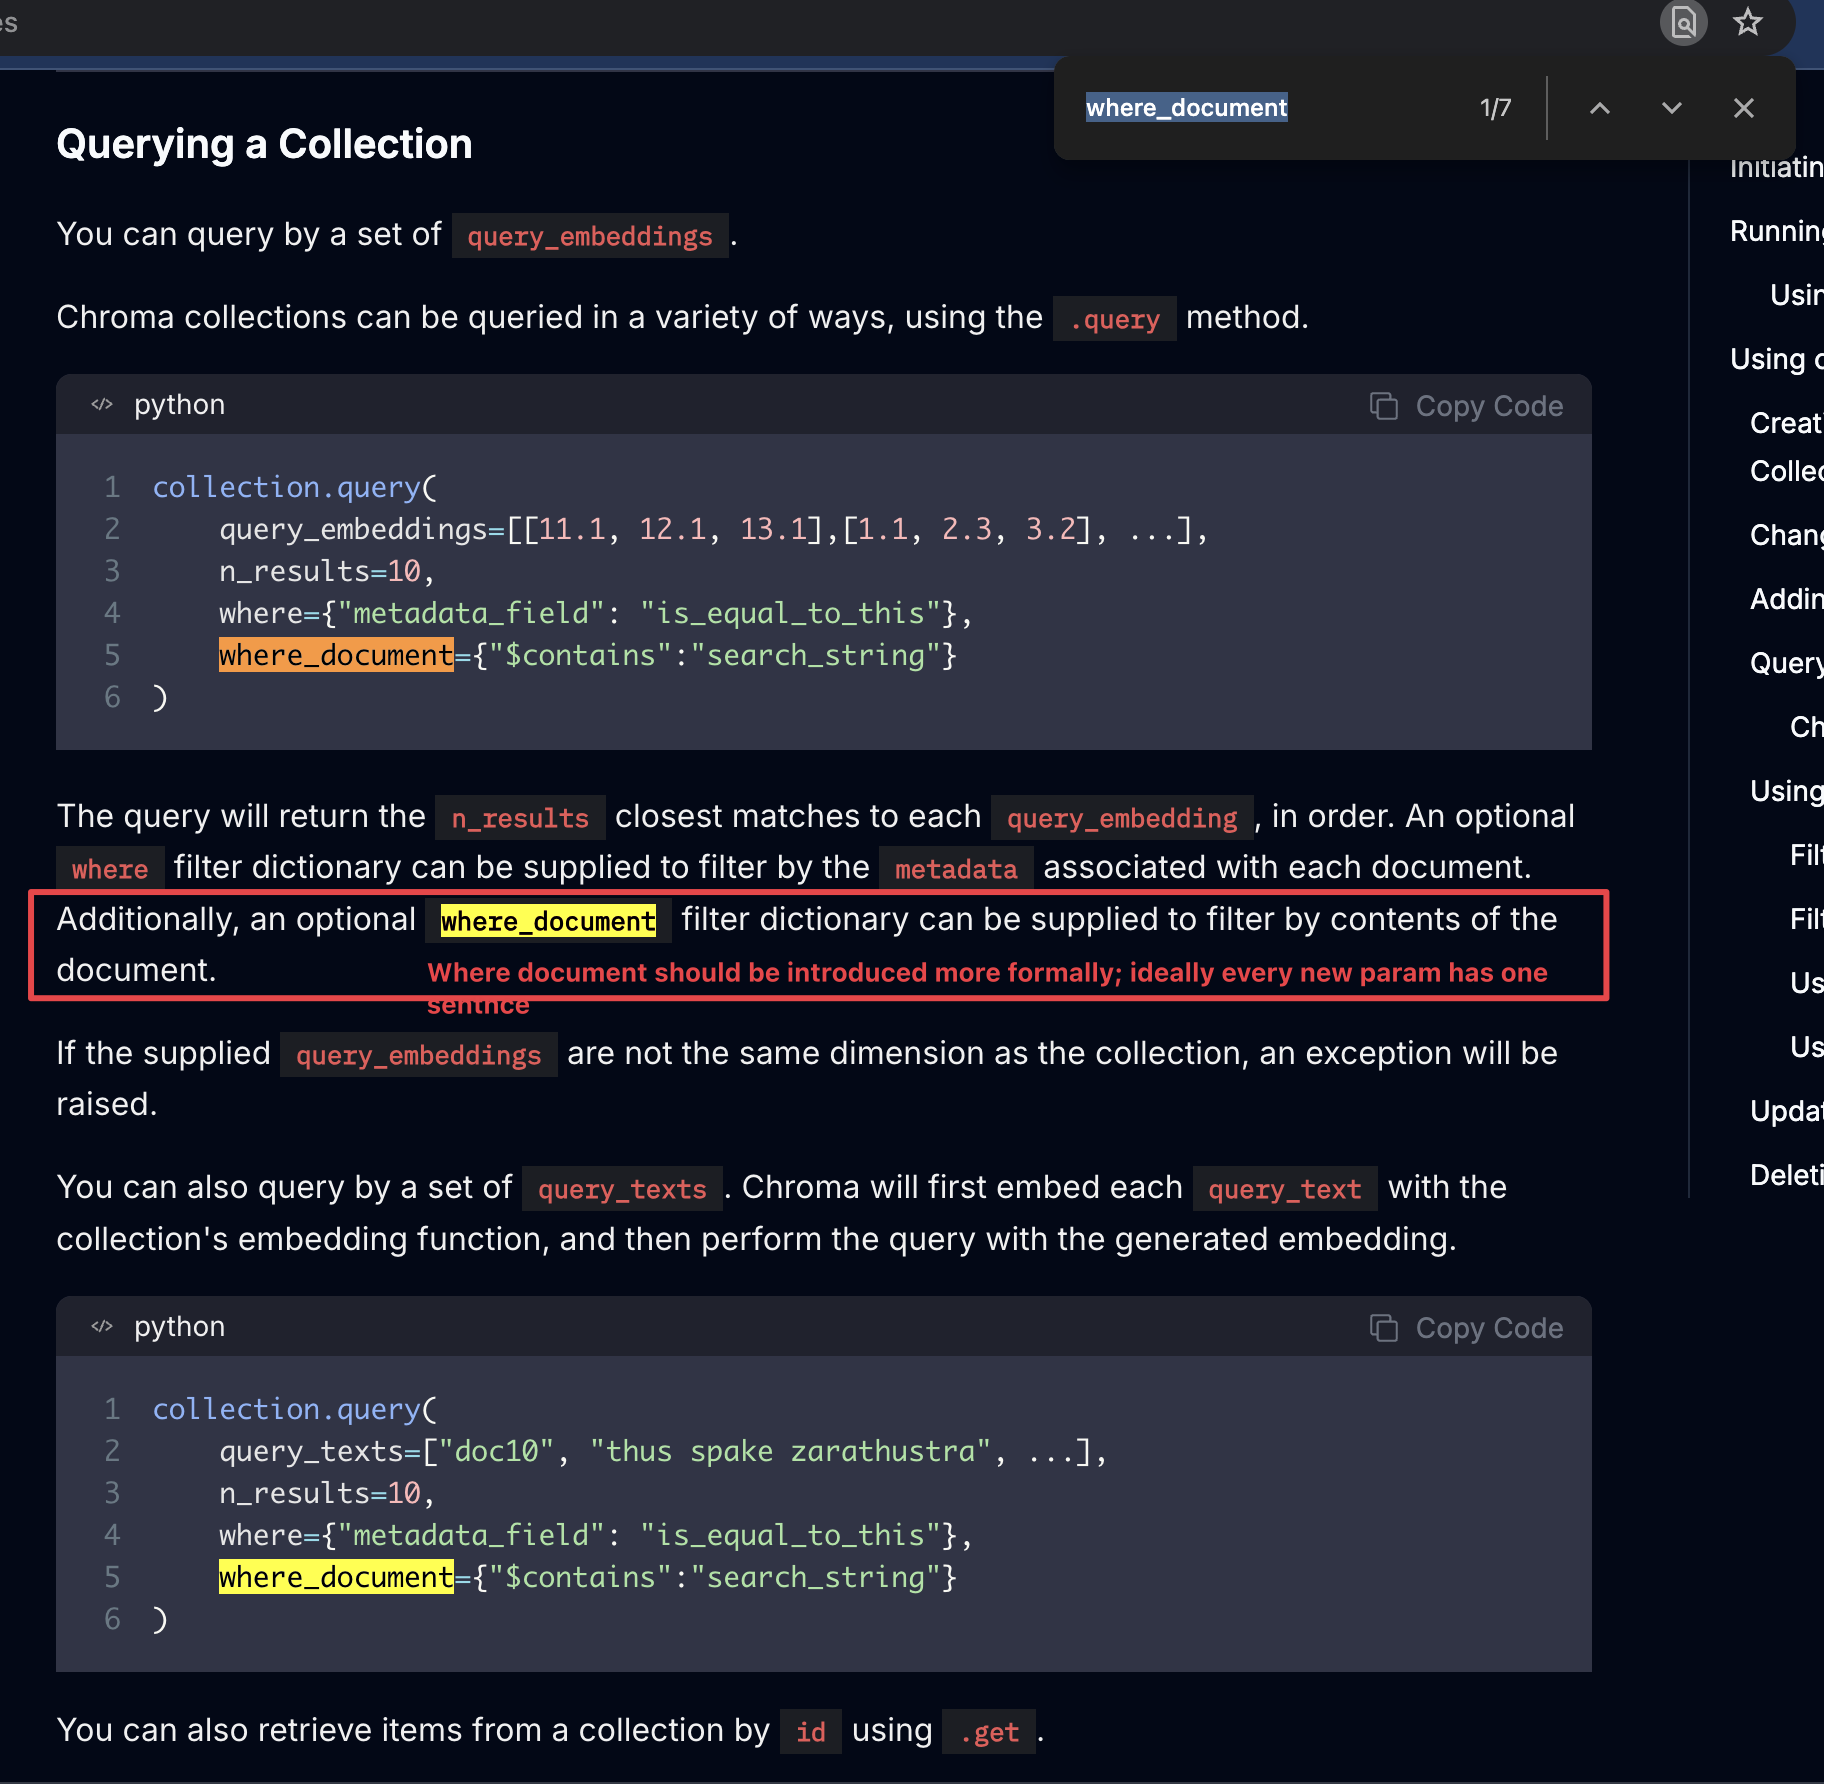 es
where_document 1/7
Querying a Collection
You can query by a set of query_embeddings .
Chroma collections can be queried in a variety of ways, using the .query method.
</> python Copy Code
1 collection.query(
2 query_embeddings=[[11.1, 12.1, 13.1],[1.1, 2.3, 3.2], ...],
3 n_results=10,
4 where={"metadata_field": "is_equal_to_this"},
5 where_document={"$contains":"search_string"}
6 )
The query will return the n_results closest matches to each query_embedding , in order. An optional
where filter dictionary can be supplied to filter by the metadata associated with each document.
Additionally, an optional where_document filter dictionary can be supplied to filter by contents of the
document.
Where document should be introduced more formally; ideally every new param has one
sentnce
If the supplied query_embeddings are not the same dimension as the collection, an exception will be
raised.
You can also query by a set of query_texts . Chroma will first embed each query_text with the
collection's embedding function, and then perform the query with the generated embedding.
</> python Copy Code
1 collection.query(
2 query_texts=["doc10", "thus spake zarathustra", ...],
3 n_results=10,
4 where={"metadata_field": "is_equal_to_this"},
5 where_document={"$contains":"search_string"}
6 )
You can also retrieve items from a collection by id using .get .
Initiatin
Running
Usin
Using c
Creati
Collec
Chang
Addin
Query
Ch
Using
Filt
Filt
Us
Us
Updat
Deleti